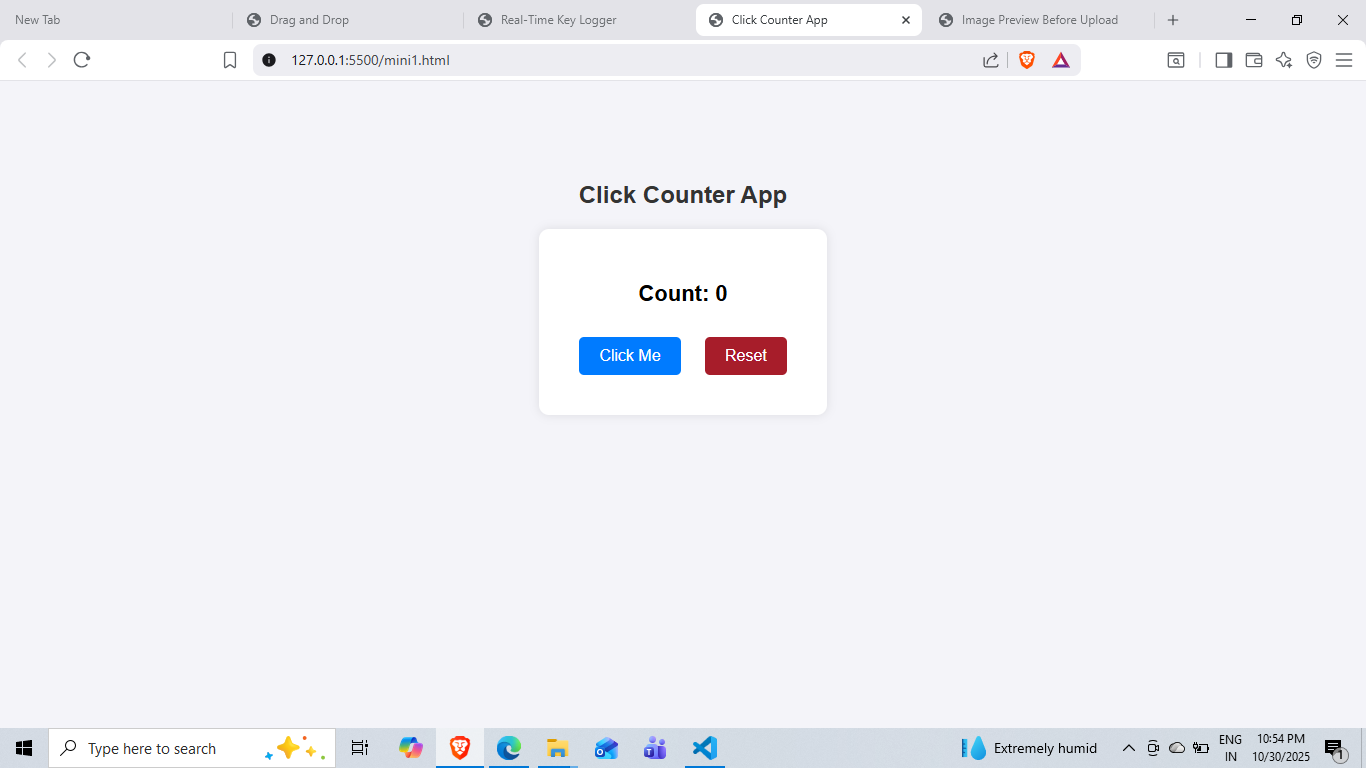 New Tab
Drag and Drop
Real-Time Key Logger
Click Counter App
Image Preview Before Upload
127.0.0.1:5500/mini1.html
Click Counter App
Count: 0
Click Me
Reset
Type here to search
Extremely humid
ENG
IN
10:54 PM
10/30/2025
1